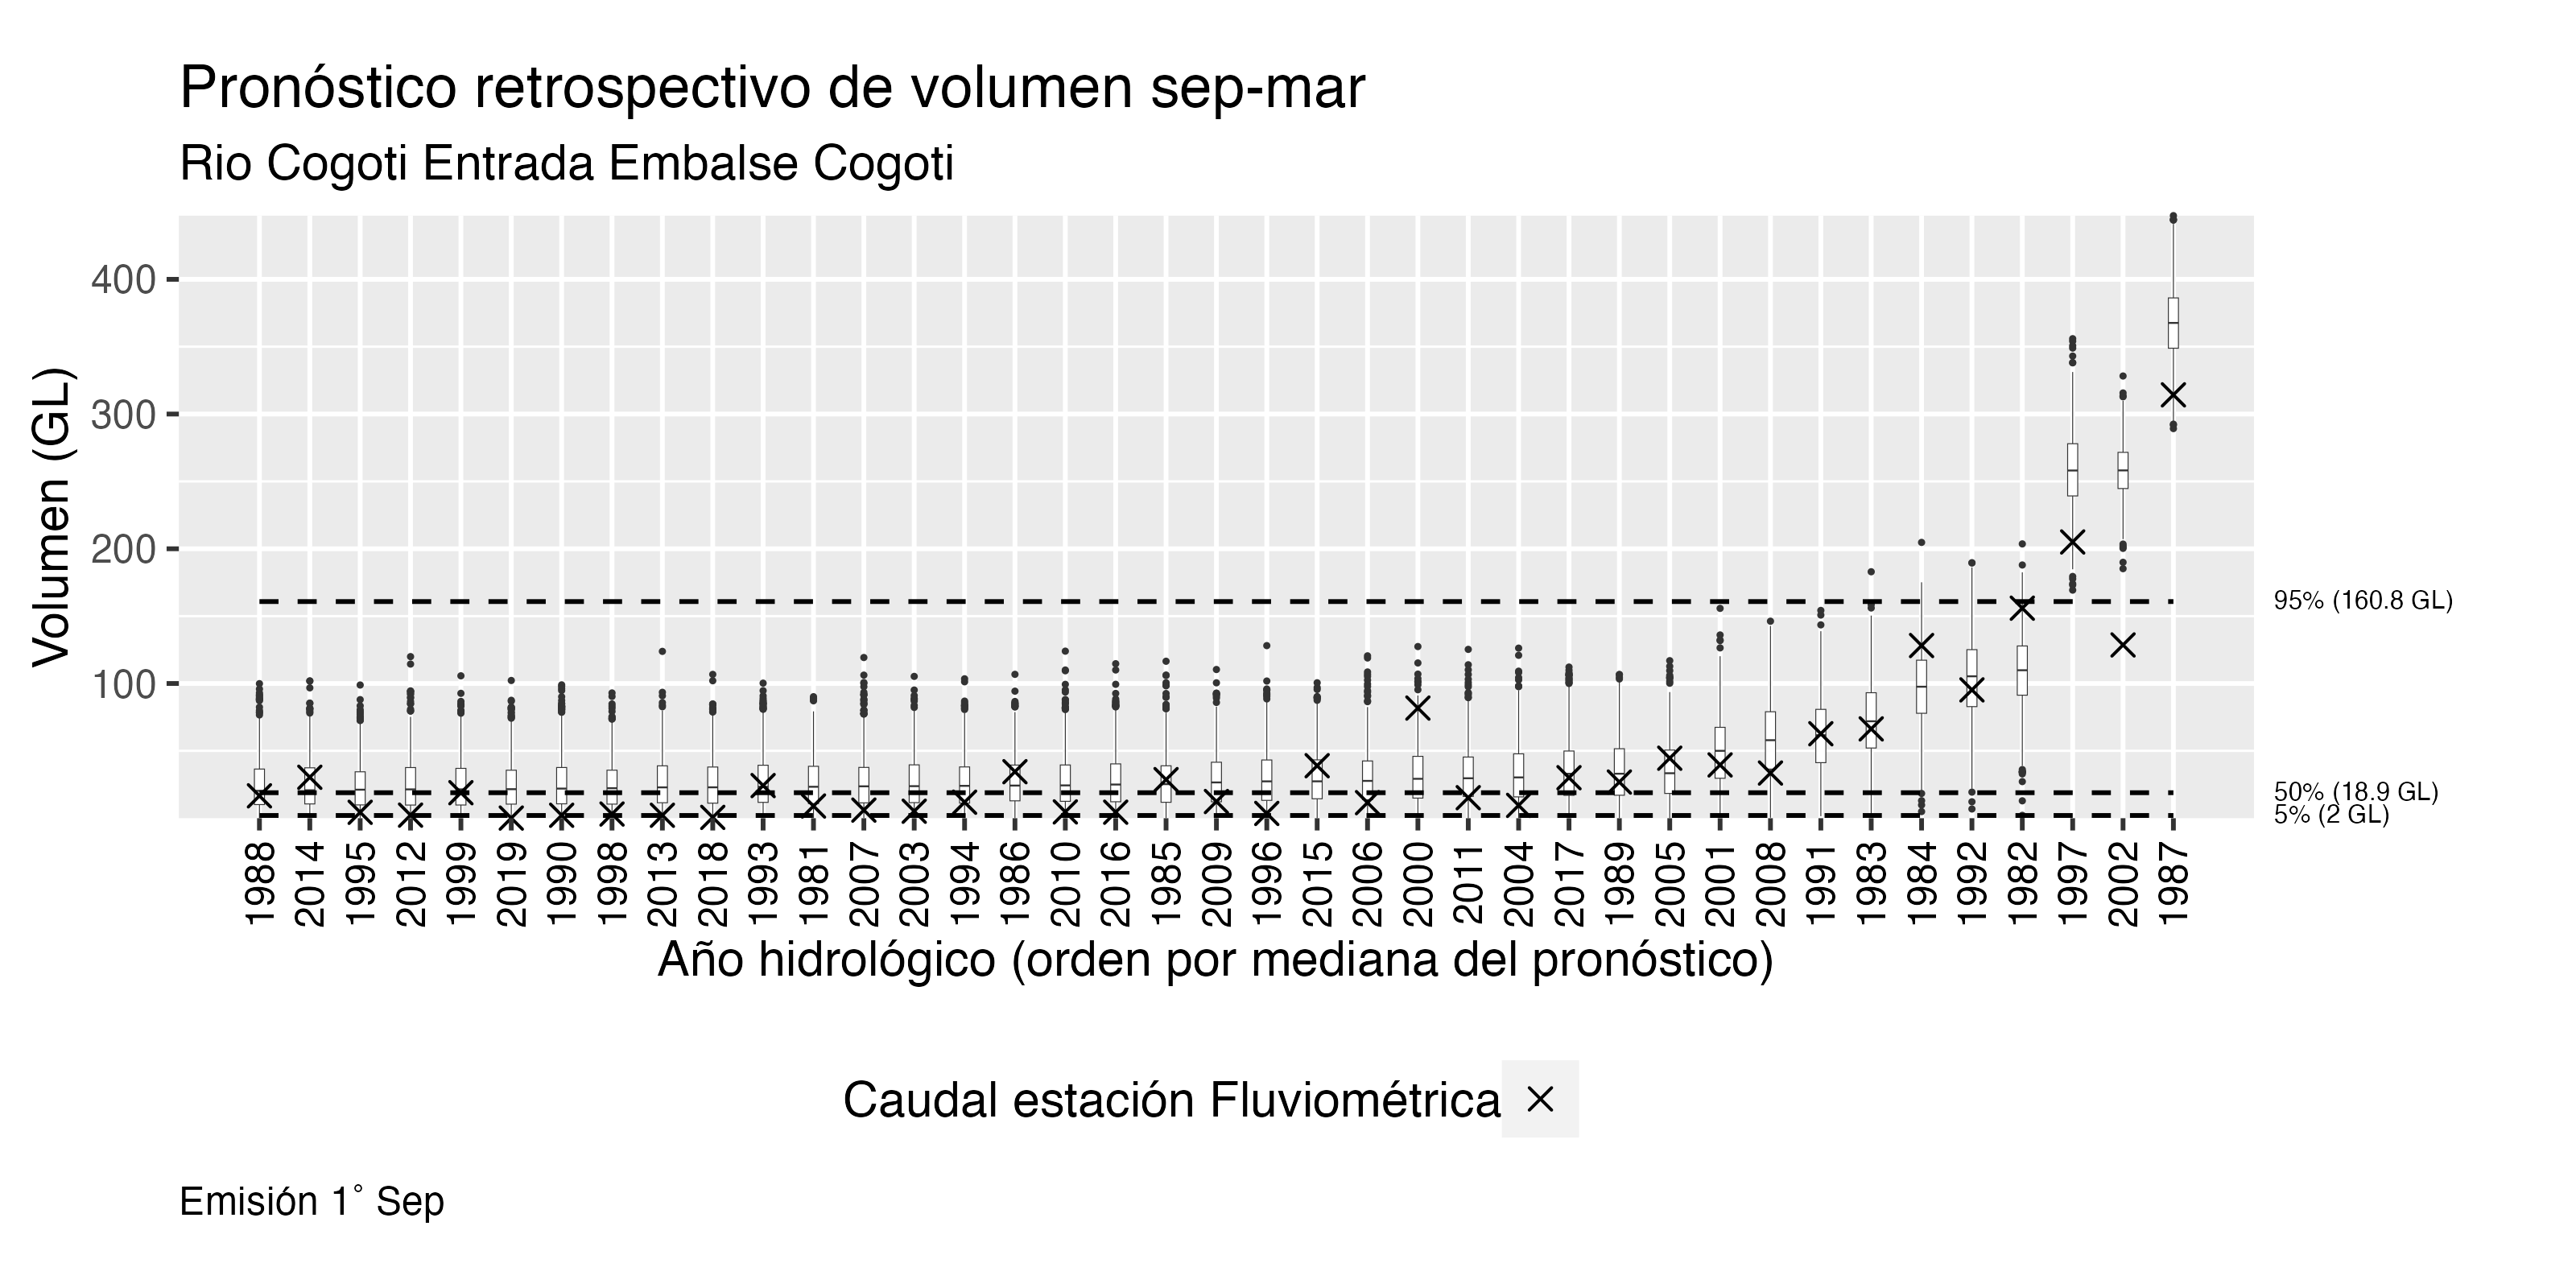 Pronóstico retrospectivo de volumen sep-mar
Rio Cogoti Entrada Embalse Cogoti
Volumen (GL)
400
300
200
100
95% (160.8 GL)
50% (18.9 GL)
5% (2 GL)
1988 2014 1995 2012 1999 2019 1990 1998 2013 2018 1993 1981 2007 2003 1994 1986 2010 2016 1985 2009 1996 2015 2006 2000 2011 2004 2017 1989 2005 2001 2008 1991 1983 1984 1992 1982 1997 2002 1987
Año hidrológico (orden por mediana del pronóstico)
Caudal estación Fluviométrica
Emisión 1° Sep